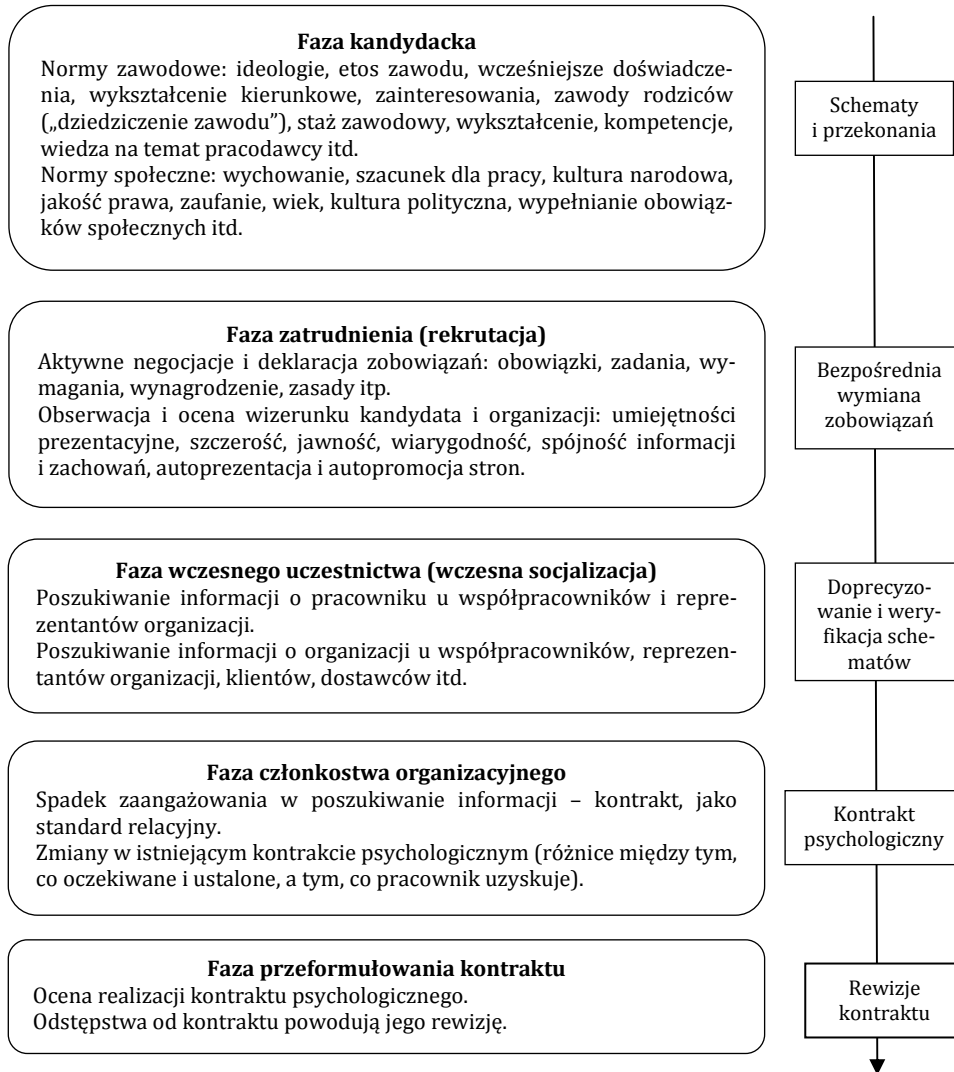 Faza kandydacka
Normy zawodowe: ideologie, etos zawodu, wcześniejsze doświadcze-
nia, wykształcenie kierunkowe, zainteresowania, zawody rodziców
(„dziedziczenie zawodu”), staż zawodowy, wykształcenie, kompetencje,
wiedza na temat pracodawcy itd.
Normy społeczne: wychowanie, szacunek dla pracy, kultura narodowa,
jakość prawa, zaufanie, wiek, kultura polityczna, wypełnianie obowiąz-
ków społecznych itd.
Schematy
i przekonania
Faza zatrudnienia (rekrutacja)
Aktywne negocjacje i deklaracja zobowiązań: obowiązki, zadania, wy-
magania, wynagrodzenie, zasady itp.
Obserwacja i ocena wizerunku kandydata i organizacji: umiejętności
prezentacyjne, szczerość, jawność, wiarygodność, spójność informacji
i zachowań, autoprezentacja i autopromocja stron.
Bezpośrednia
wymiana
zobowiązań
Faza wczesnego uczestnictwa (wczesna socjalizacja)
Poszukiwanie informacji o pracowniku u współpracowników i repre-
zentantów organizacji.
Poszukiwanie informacji o organizacji u współpracowników, reprezen-
tantów organizacji, klientów, dostawców itd.
Doprecyzo-
wanie i wery-
fikacja sche-
matów
Faza członkostwa organizacyjnego
Spadek zaangażowania w poszukiwanie informacji – kontrakt, jako
standard relacyjny.
Zmiany w istniejącym kontrakcie psychologicznym (różnice między tym,
co oczekiwane i ustalone, a tym, co pracownik uzyskuje).
Kontrakt
psychologiczny
Faza przeformułowania kontraktu
Ocena realizacji kontraktu psychologicznego.
Odstępstwa od kontraktu powodują jego rewizję.
Rewizje
kontraktu